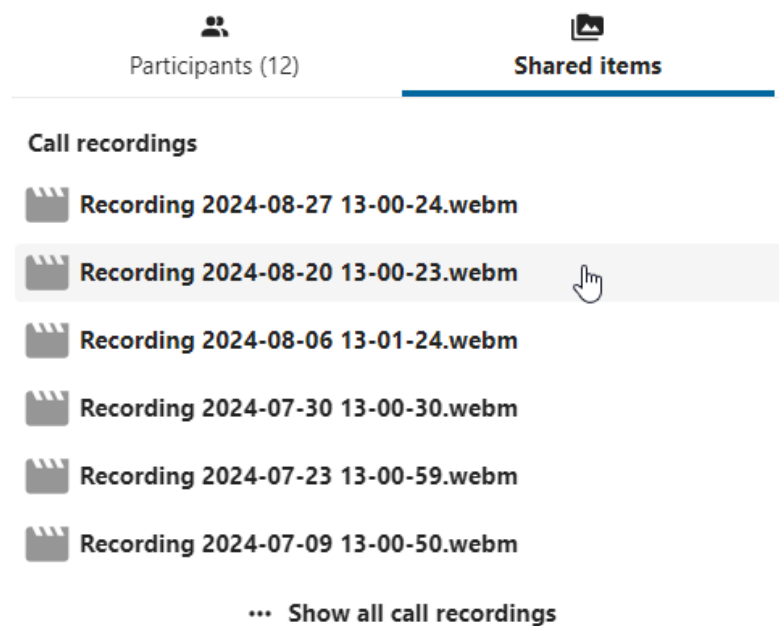 Participants (12)
Shared items
Call recordings
Recording 2024-08-27 13-00-24.webm
Recording 2024-08-20 13-00-23.webm
Recording 2024-08-06 13-01-24.webm
Recording 2024-07-30 13-00-30.webm
Recording 2024-07-23 13-00-59.webm
Recording 2024-07-09 13-00-50.webm
••• Show all call recordings